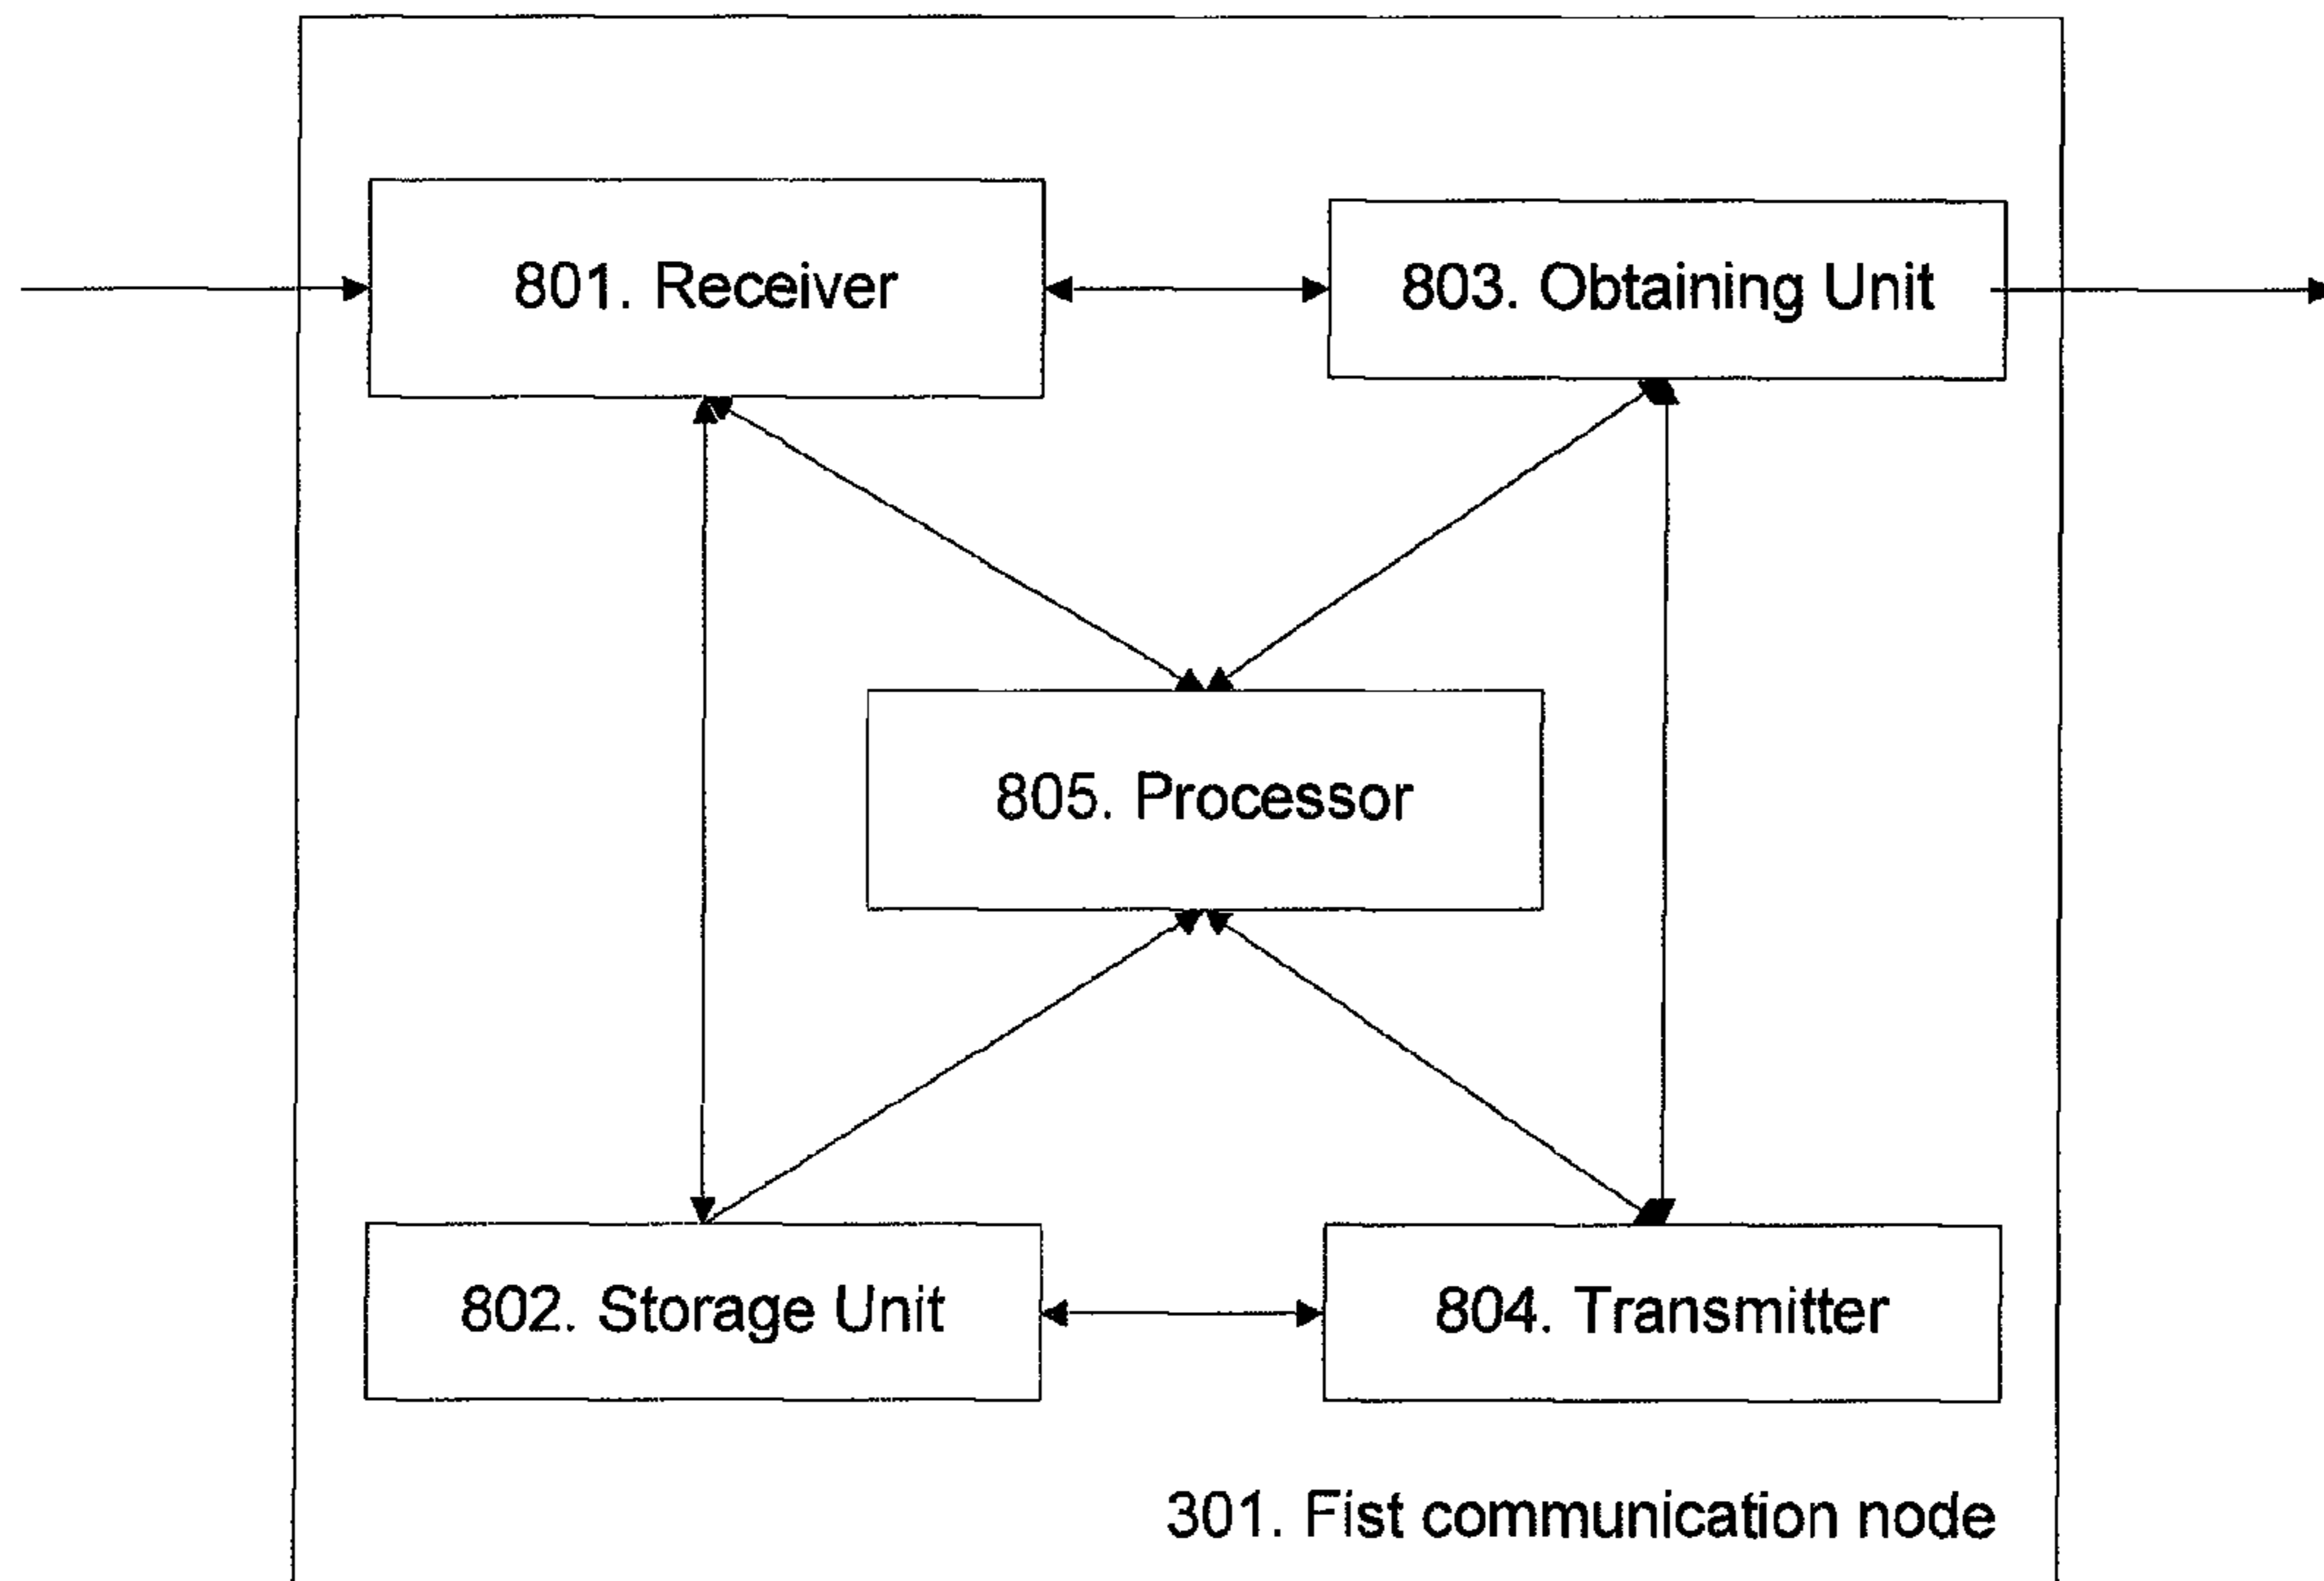 801. Receiver
803. Obtaining Unit
805. Processor
802. Storage Unit
804. Transmitter
301. Fist communication node